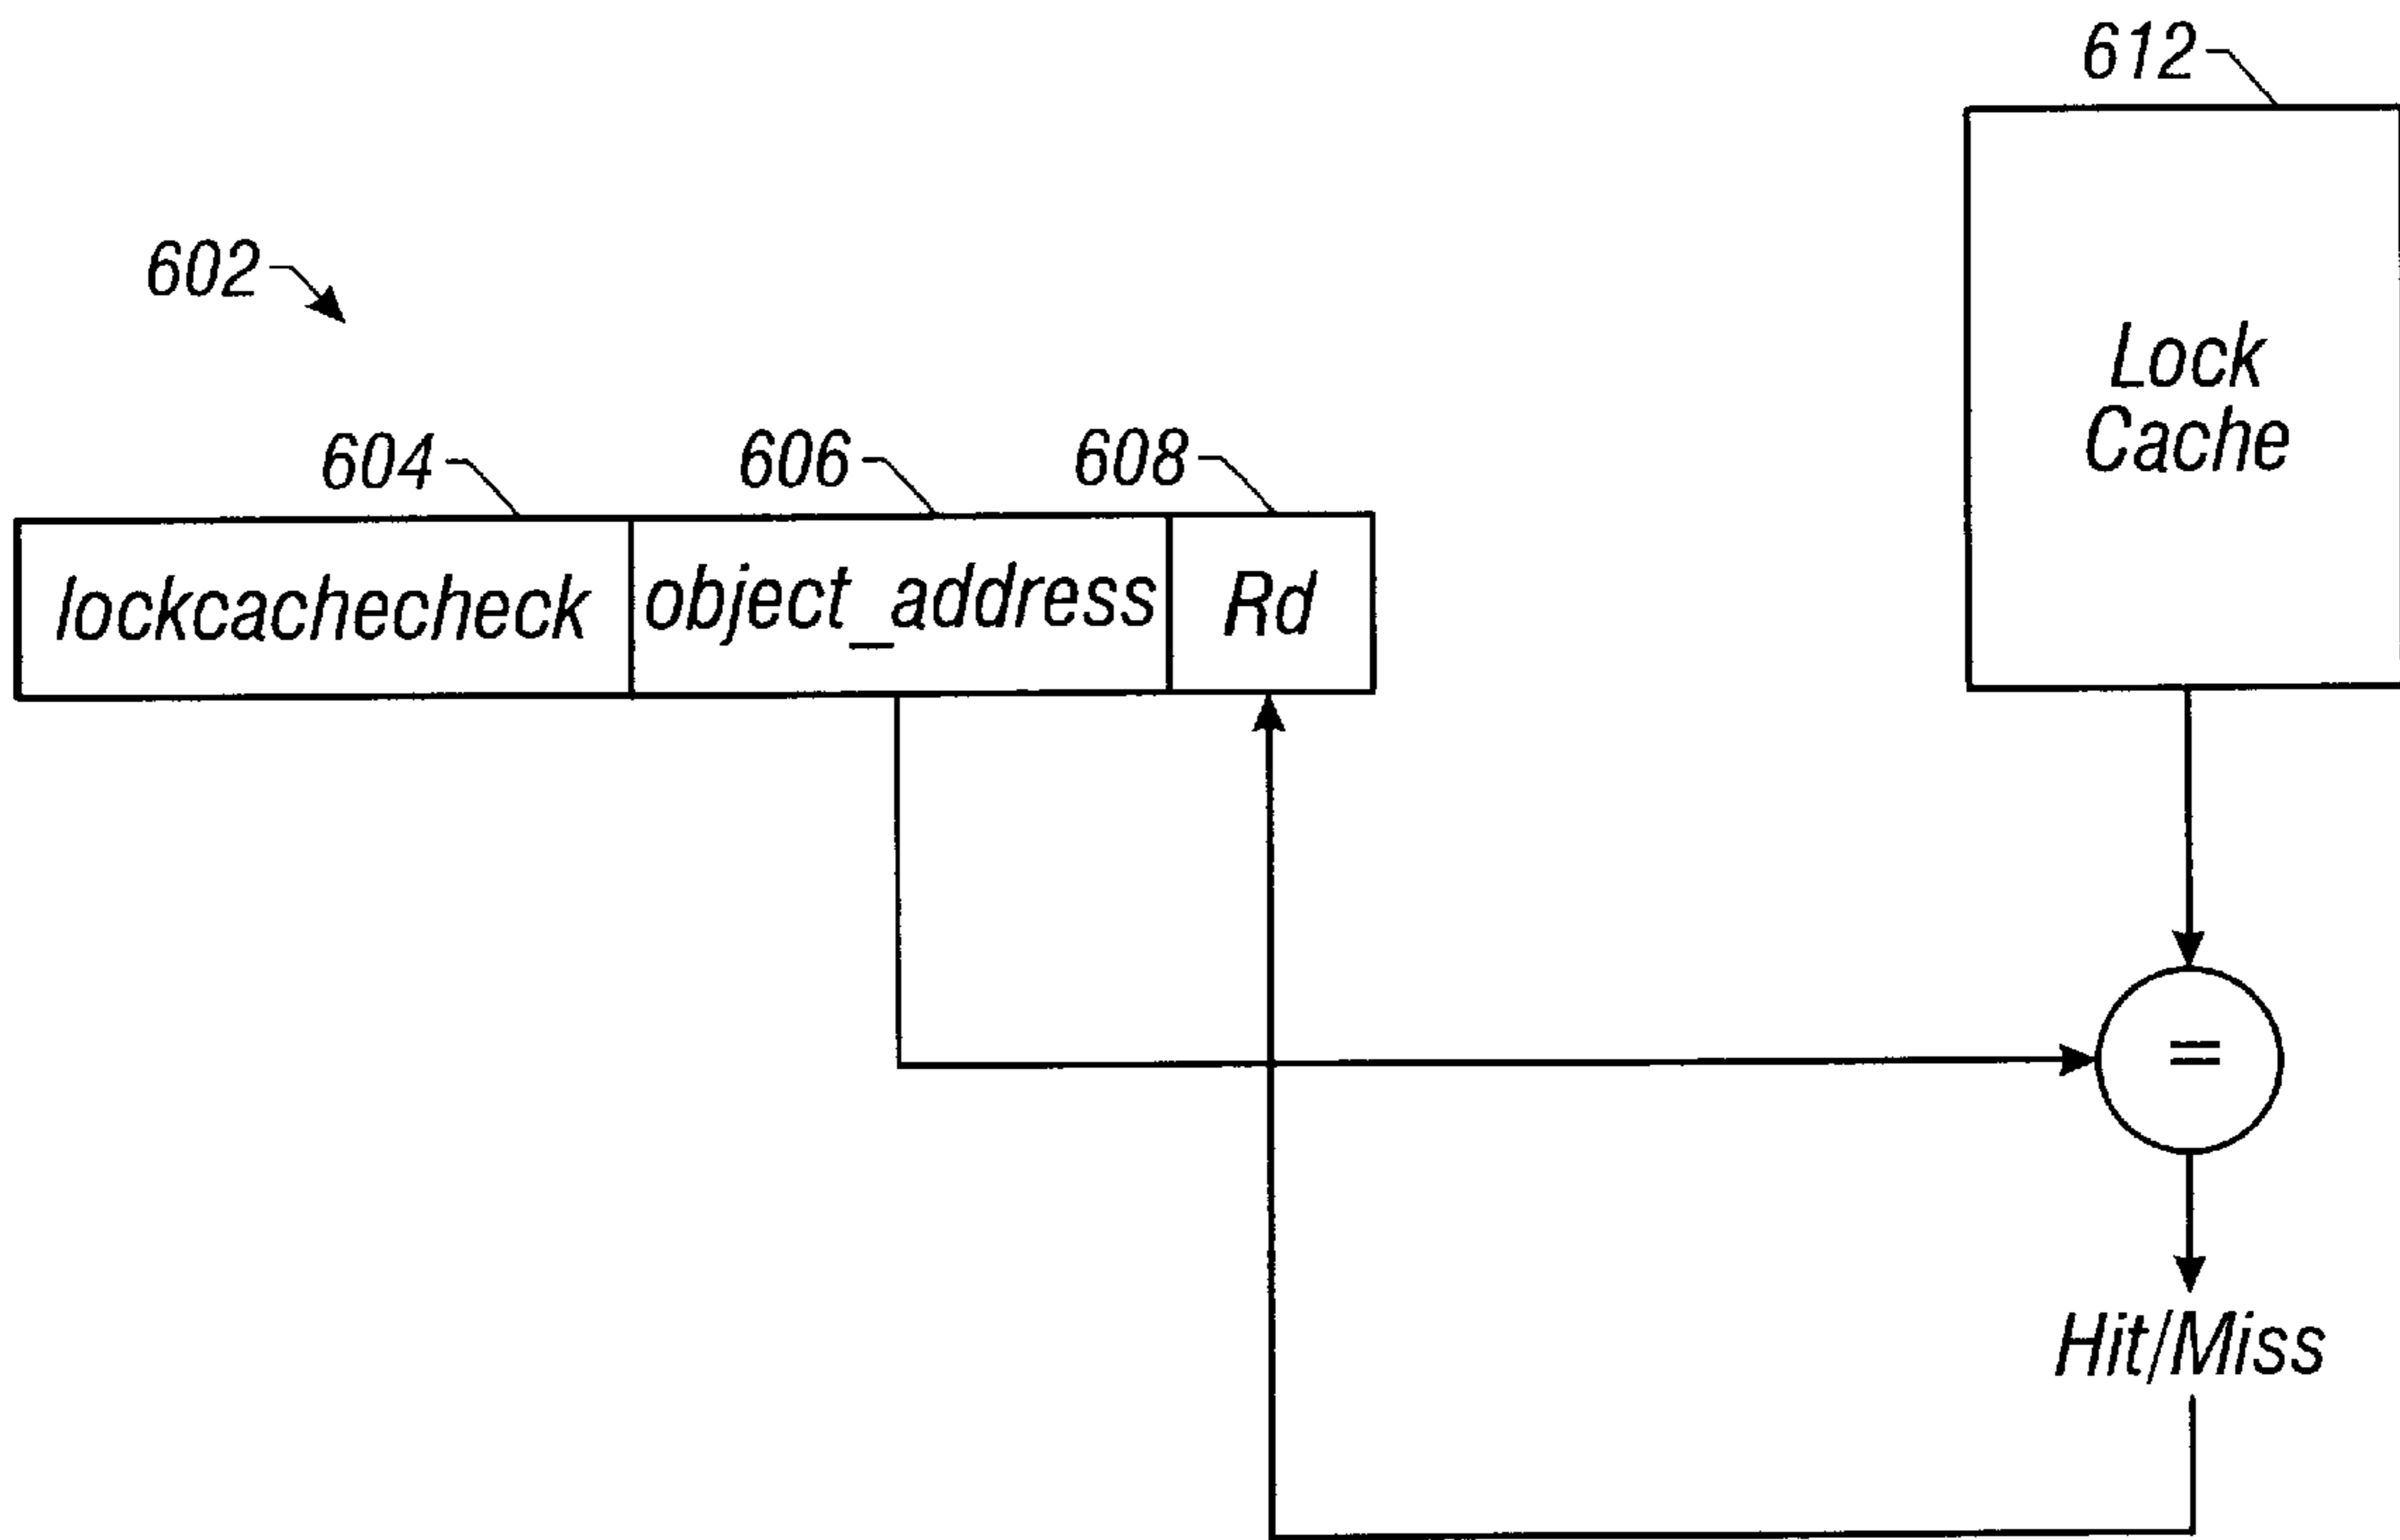 612
Lock
Cache
602
604
606
608
lockcachecheck
object_address
Rd
=
Hit/Miss